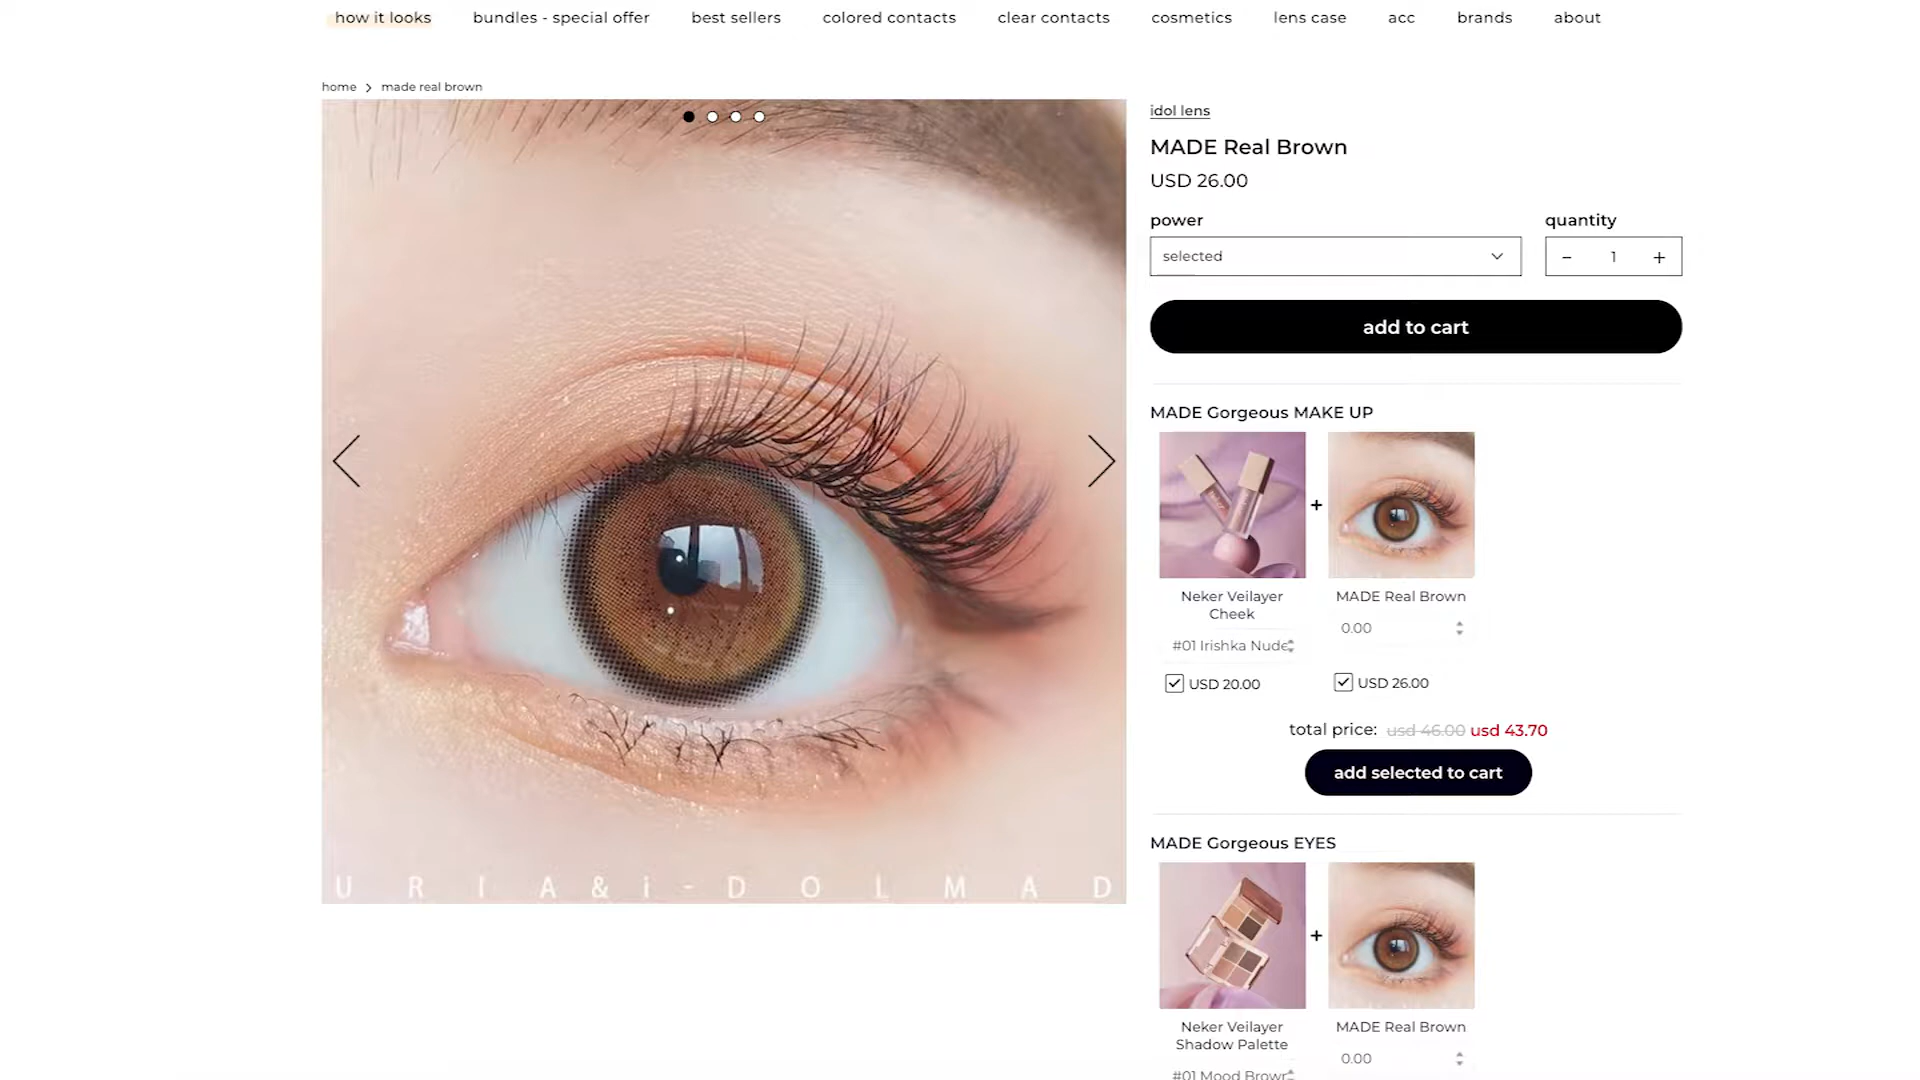 how it looks
bundles - special offer
best sellers
colored contacts
clear contacts
cosmetics
lens case
acc
brands
about
home > made real brown
URIA&i-DOLMAD
idol lens
MADE Real Brown
USD 26.00
power
quantity
selected
- 1 +
add to cart
MADE Gorgeous MAKE UP
+
Neker Veilayer
Cheek
#01 Irishka Nude
USD 20.00
MADE Real Brown
0.00
USD 26.00
total price: usd 46.00 usd 43.70
add selected to cart
MADE Gorgeous EYES
+
Neker Veilayer
Shadow Palette
#01 Mood Brown
MADE Real Brown
0.00